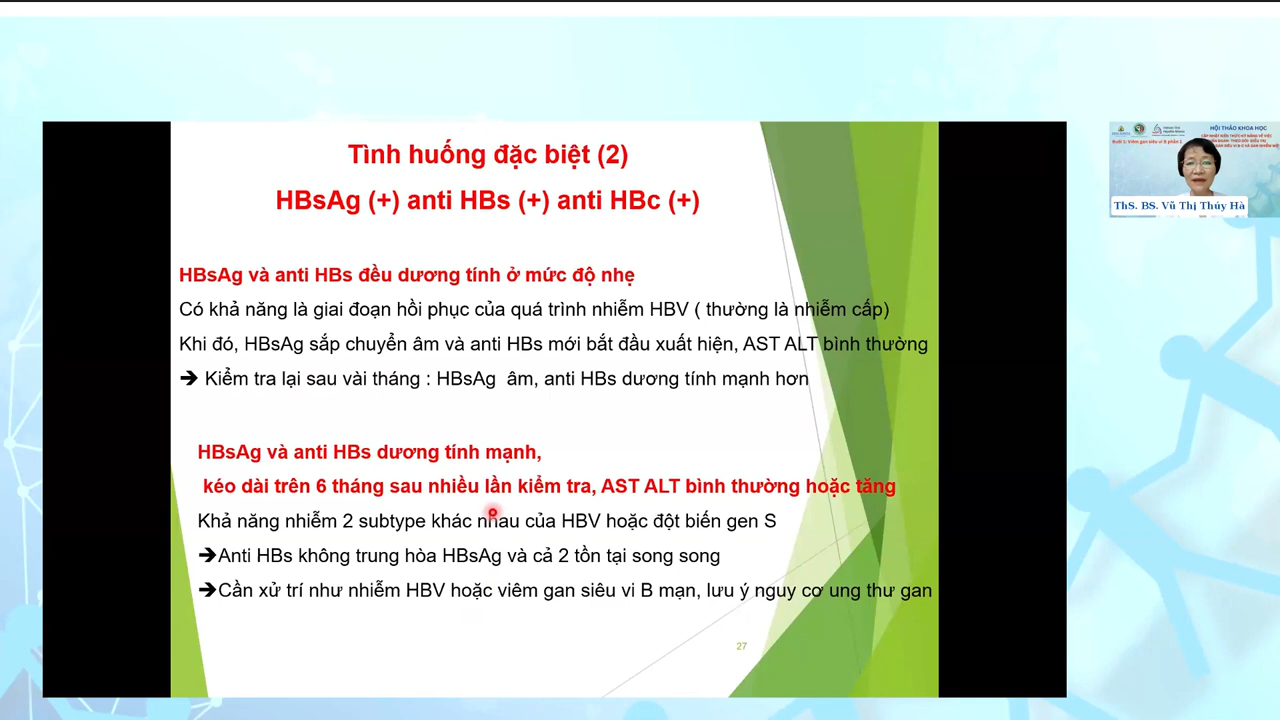 Tình huống đặc biệt (2)
HBsAg (+) anti HBs (+) anti HBc (+)
HBsAg và anti HBs đều dương tính ở mức độ nhẹ
Có khả năng là giai đoạn hồi phục của quá trình nhiễm HBV ( thường là nhiễm cấp)
Khi đó, HBsAg sắp chuyển âm và anti HBs mới bắt đầu xuất hiện, AST ALT bình thường
➔ Kiểm tra lại sau vài tháng : HBsAg âm, anti HBs dương tính mạnh hơn
HBsAg và anti HBs dương tính mạnh,
kéo dài trên 6 tháng sau nhiều lần kiểm tra, AST ALT bình thường hoặc tăng
Khả năng nhiễm 2 subtype khác nhau của HBV hoặc đột biến gen S
➔Anti HBs không trung hòa HBsAg và cả 2 tồn tại song song
➔Cần xử trí như nhiễm HBV hoặc viêm gan siêu vi B mạn, lưu ý nguy cơ ung thư gan
27
HỘI THẢO KHOA HỌC
ThS. BS. Vũ Thị Thúy Hà